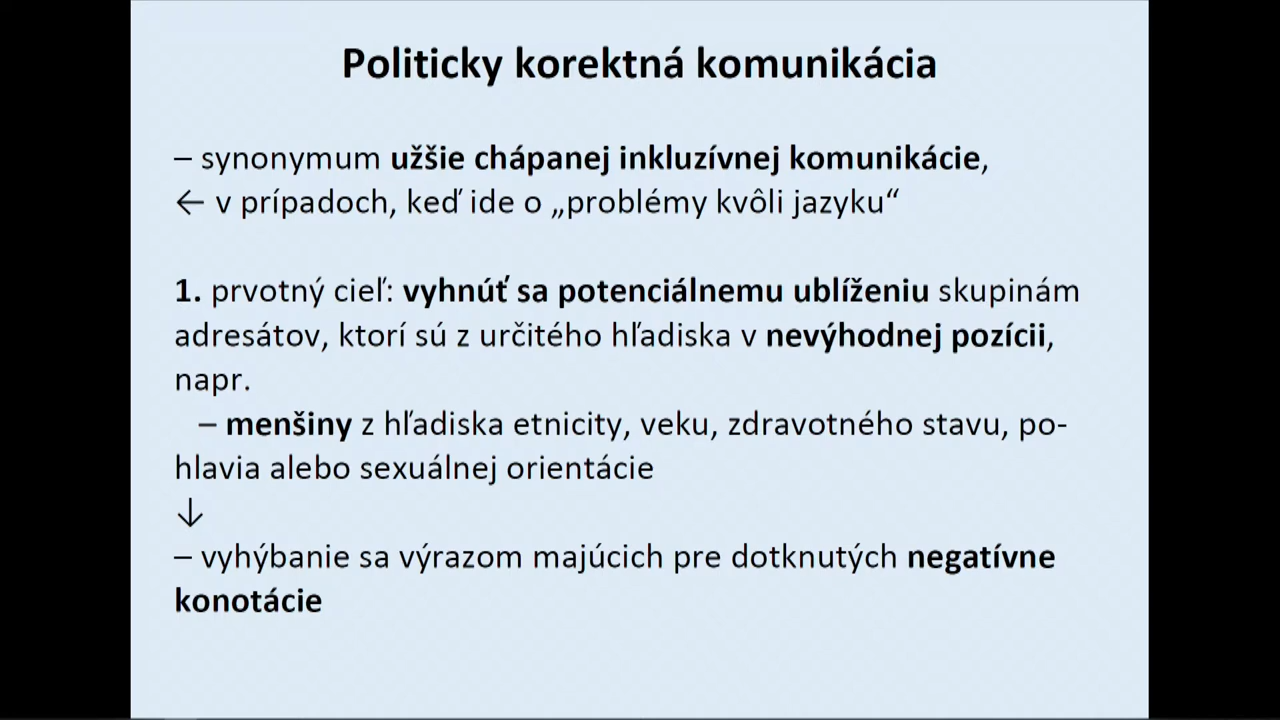 Politicky korektná komunikácia
– synonymum užšie chápanej inkluzívnej komunikácie,
← v prípadoch, keď ide o „problémy kvôli jazyku“
1. prvotný cieľ: vyhnúť sa potenciálnemu ublíženiu skupinám
adresátov, ktorí sú z určitého hľadiska v nevýhodnej pozícii,
napr.
– menšiny z hľadiska etnicity, veku, zdravotného stavu, po-
hlavia alebo sexuálnej orientácie
↓
– vyhýbanie sa výrazom majúcich pre dotknutých negatívne
konotácie